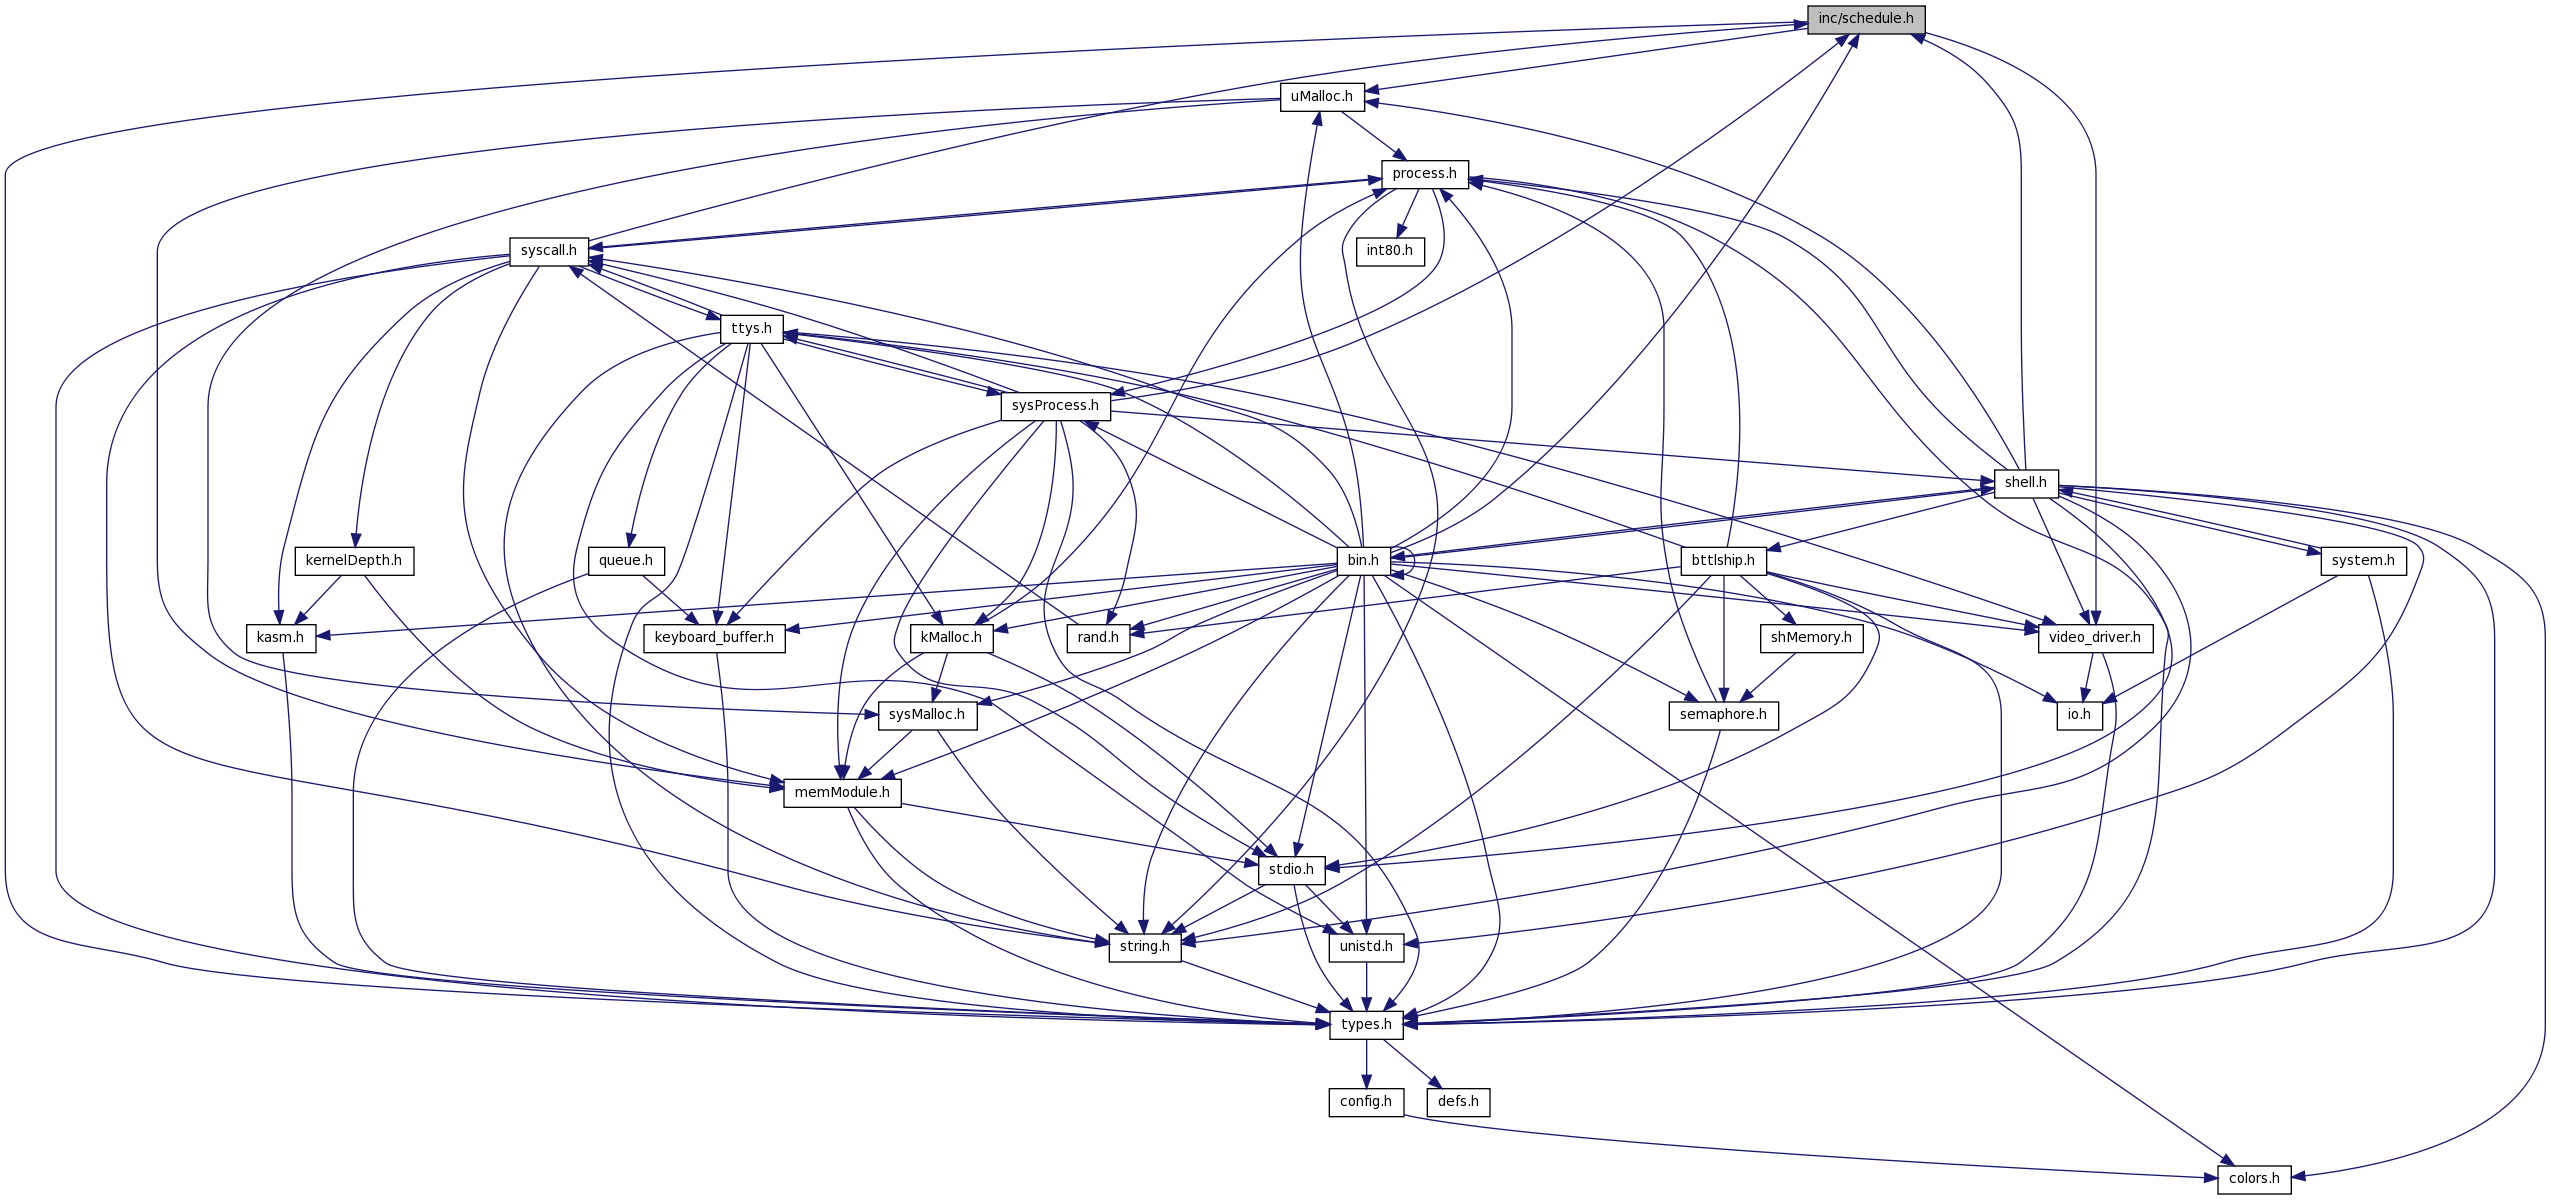 inc/schedule.h
uMalloc.h
process.h
syscall.h
int80.h
ttys.h
sysProcess.h
shell.h
kernelDepth.h
queue.h
bin.h
bttlship.h
system.h
kasm.h
keyboard_buffer.h
kMalloc.h
rand.h
shMemory.h
video_driver.h
sysMalloc.h
semaphore.h
io.h
memModule.h
stdio.h
string.h
unistd.h
types.h
config.h
defs.h
colors.h